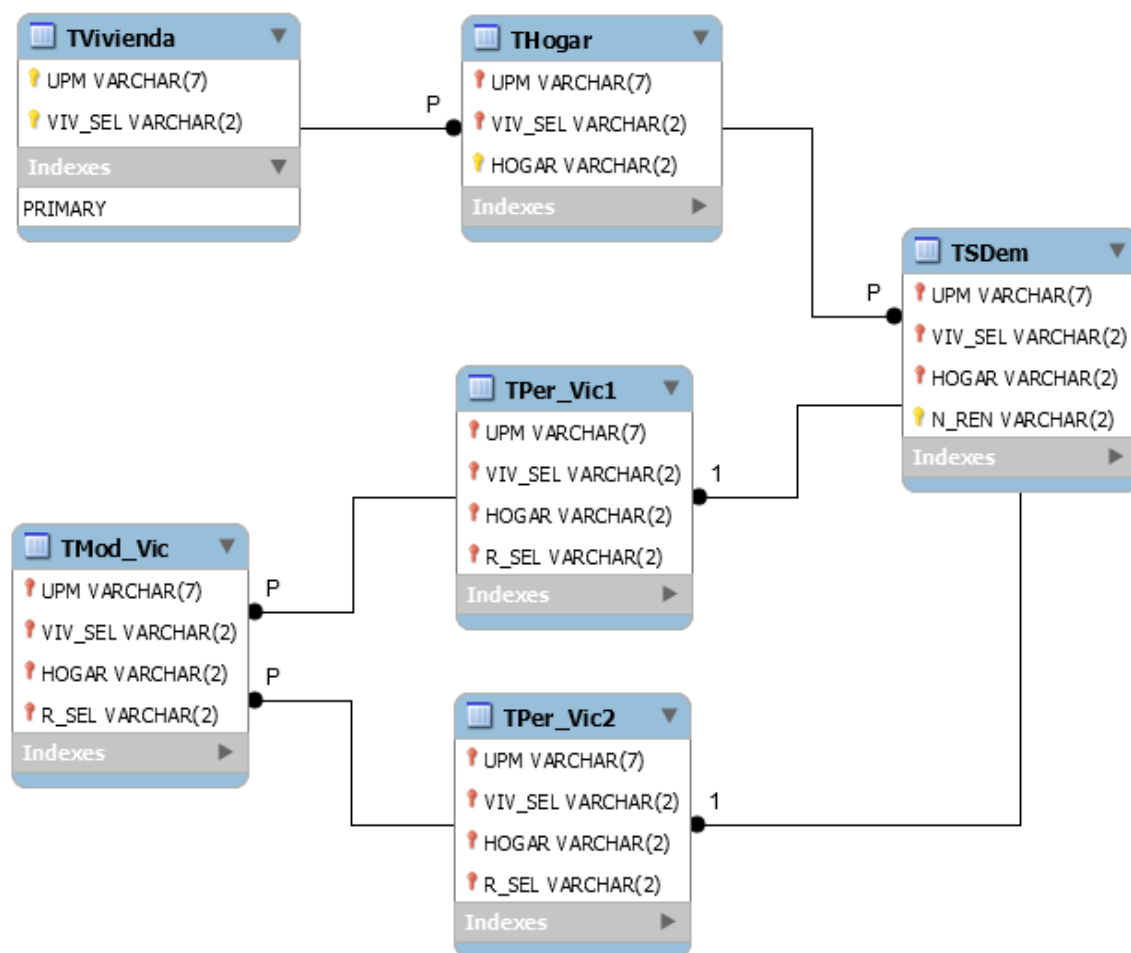 TVivienda
UPM VARCHAR(7)
VIV_SEL VARCHAR(2)
Indexes
PRIMARY
P
THogar
UPM VARCHAR(7)
VIV_SEL VARCHAR(2)
HOGAR VARCHAR(2)
Indexes
P
TSDem
UPM VARCHAR(7)
VIV_SEL VARCHAR(2)
HOGAR VARCHAR(2)
N_REN VARCHAR(2)
Indexes
TPer_Vic1
UPM VARCHAR(7)
VIV_SEL VARCHAR(2)
HOGAR VARCHAR(2)
R_SEL VARCHAR(2)
Indexes
1
TMod_Vic
UPM VARCHAR(7)
VIV_SEL VARCHAR(2)
HOGAR VARCHAR(2)
R_SEL VARCHAR(2)
Indexes
P
P
TPer_Vic2
UPM VARCHAR(7)
VIV_SEL VARCHAR(2)
HOGAR VARCHAR(2)
R_SEL VARCHAR(2)
Indexes
1